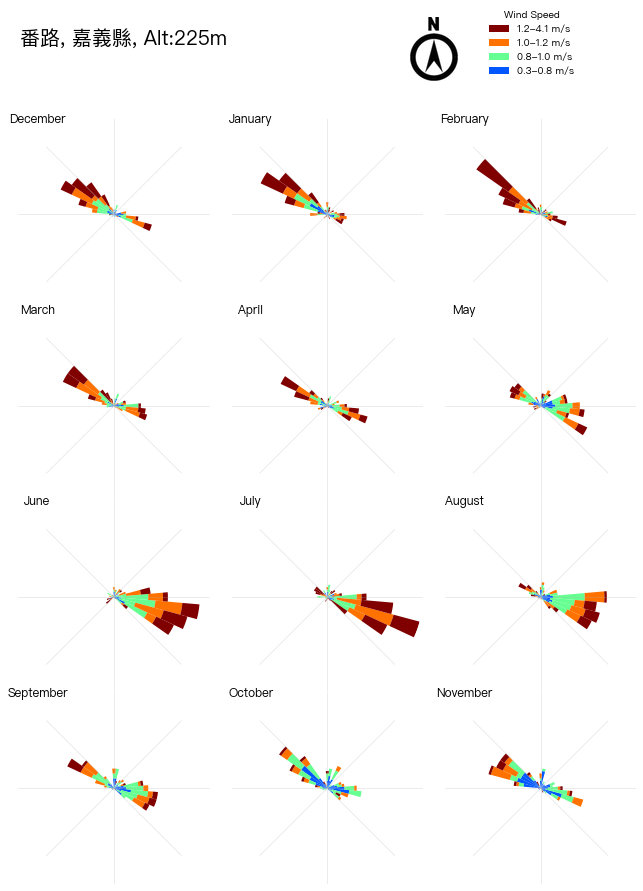 番路, 嘉義縣, Alt:225m
N
Wind Speed
1.2–4.1 m/s
1.0–1.2 m/s
0.8–1.0 m/s
0.3–0.8 m/s
December
January
February
March
April
May
June
July
August
September
October
November